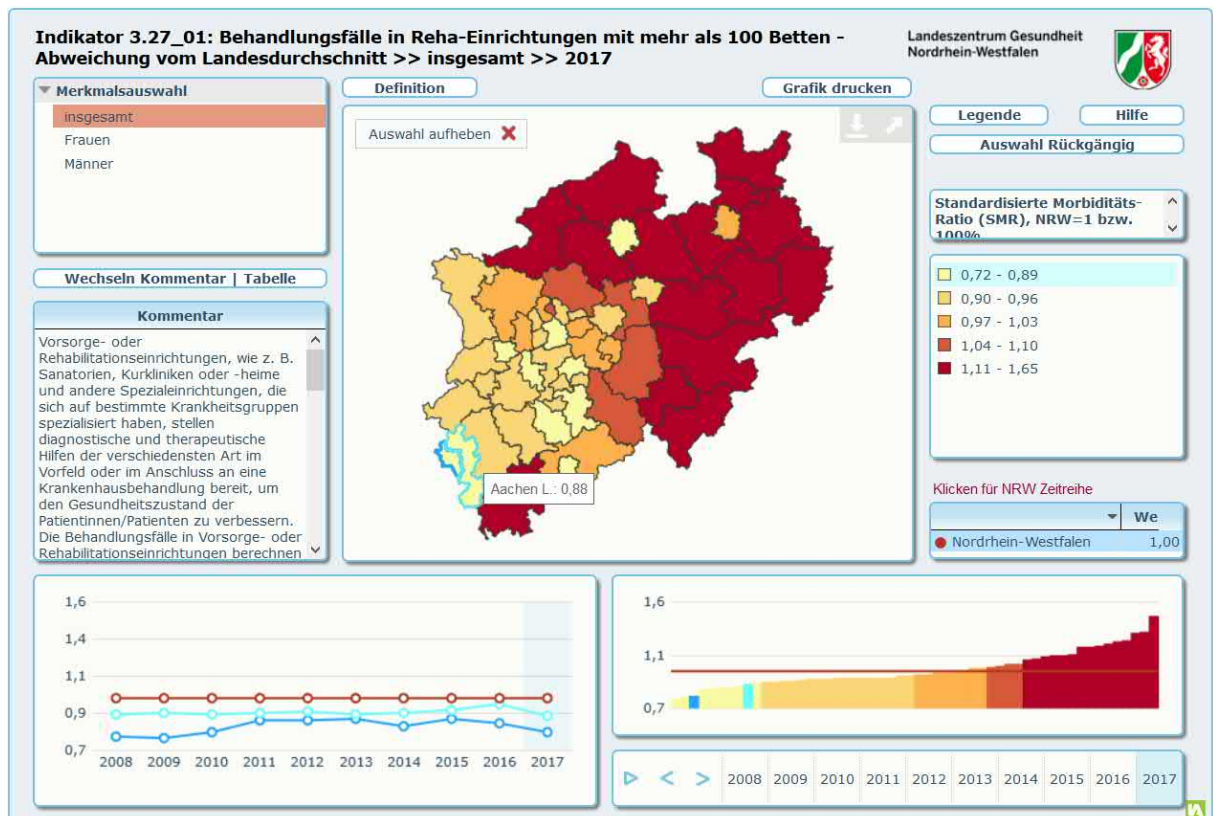 Indikator 3.27_01: Behandlungsfälle in Reha-Einrichtungen mit mehr als 100 Betten -
Abweichung vom Landesdurchschnitt >> insgesamt >> 2017
Landeszentrum Gesundheit
Nordrhein-Westfalen
Merkmalsauswahl
insgesamt
Frauen
Männer
Wechseln Kommentar | Tabelle
Kommentar
Vorsorge- oder
Rehabilitationseinrichtungen, wie z. B.
Sanatorien, Kurkliniken oder -heime
und andere Spezialeinrichtungen, die
sich auf bestimmte Krankheitsgruppen
spezialisiert haben, stellen
diagnostische und therapeutische
Hilfen der verschiedensten Art im
Vorfeld oder im Anschluss an eine
Krankenhausbehandlung bereit, um
den Gesundheitszustand der
Patientinnen/Patienten zu verbessern.
Die Behandlungsfälle in Vorsorge- oder
Rehabilitationseinrichtungen berechnen
Definition
Grafik drucken
Auswahl aufheben
Aachen L.: 0,88
Legende
Hilfe
Auswahl Rückgängig
Standardisierte Morbiditäts-
Ratio (SMR), NRW=1 bzw.
100%
0,72 - 0,89
0,90 - 0,96
0,97 - 1,03
1,04 - 1,10
1,11 - 1,65
Klicken für NRW Zeitreihe
We
Nordrhein-Westfalen 1,00
1,6
1,4
1,1
0,9
0,7
2008 2009 2010 2011 2012 2013 2014 2015 2016 2017
1,6
1,1
0,7
2008 2009 2010 2011 2012 2013 2014 2015 2016 2017